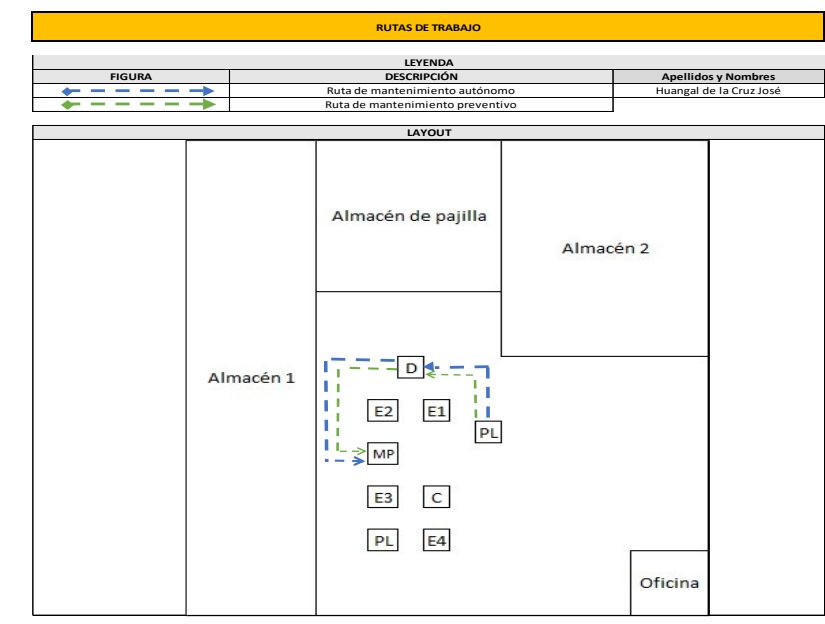 RUTAS DE TRABAJO
LEYENDA
FIGURA DESCRIPCIÓN Apellidos y Nombres
Ruta de mantenimiento autónomo Huangal de la Cruz José
Ruta de mantenimiento preventivo
LAYOUT
Almacén de pajilla
Almacén 2
Almacén 1
D
E2 E1
PL
MP
E3 C
PL E4
Oficina